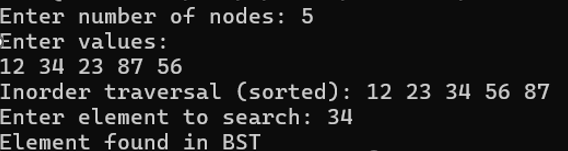 Enter number of nodes: 5
Enter values:
12 34 23 87 56
Inorder traversal (sorted): 12 23 34 56 87
Enter element to search: 34
Element found in BST